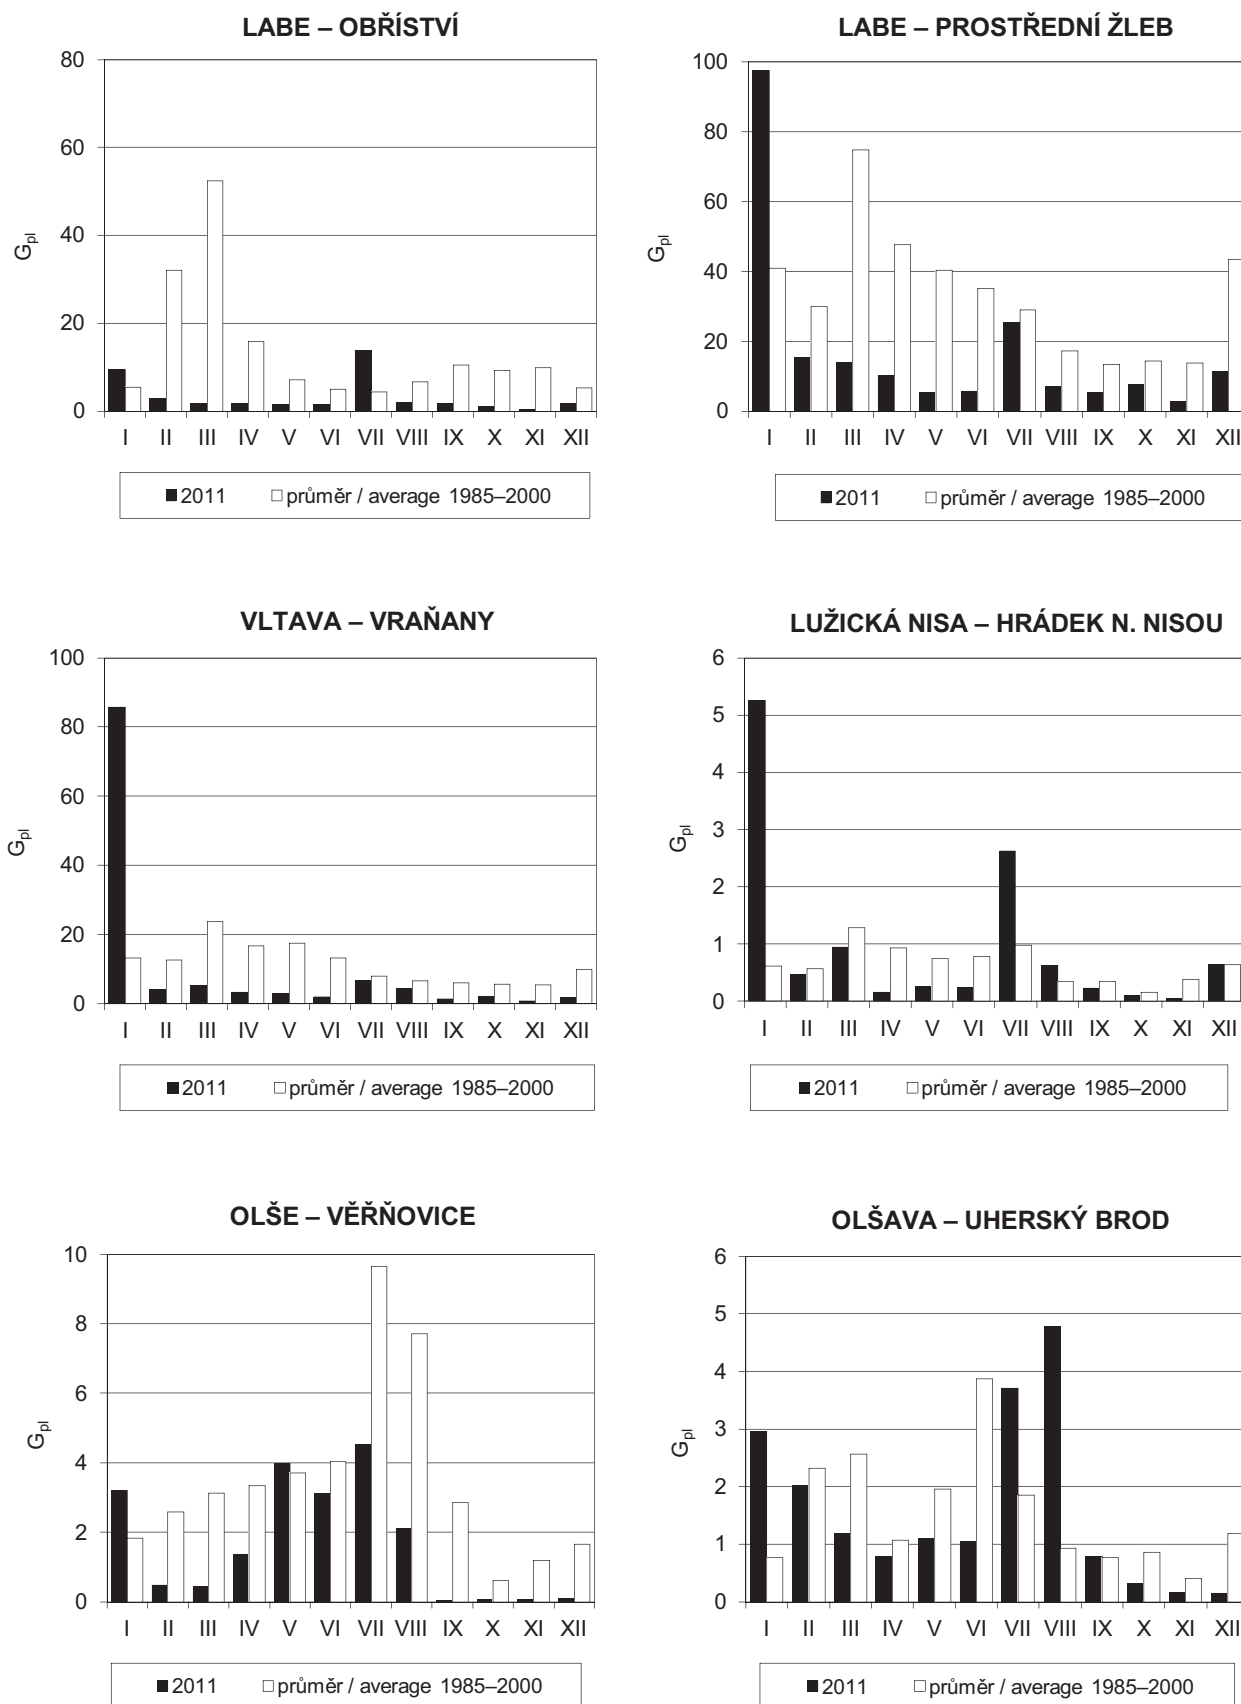 LABE – OBŘÍSTVÍ
80
60
40
20
0
G_pl
I II III IV V VI VII VIII IX X XI XII
2011 průměr / average 1985–2000
LABE – PROSTŘEDNÍ ŽLEB
100
80
60
40
20
0
G_pl
I II III IV V VI VII VIII IX X XI XII
2011 průměr / average 1985–2000
VLTAVA – VRAŇANY
100
80
60
40
20
0
G_pl
I II III IV V VI VII VIII IX X XI XII
2011 průměr / average 1985–2000
LUŽICKÁ NISA – HRÁDEK N. NISOU
6
5
4
3
2
1
0
G_pl
I II III IV V VI VII VIII IX X XI XII
2011 průměr / average 1985–2000
OLŠE – VĚŘŇOVICE
10
8
6
4
2
0
G_pl
I II III IV V VI VII VIII IX X XI XII
2011 průměr / average 1985–2000
OLŠAVA – UHERSKÝ BROD
6
5
4
3
2
1
0
G_pl
I II III IV V VI VII VIII IX X XI XII
2011 průměr / average 1985–2000